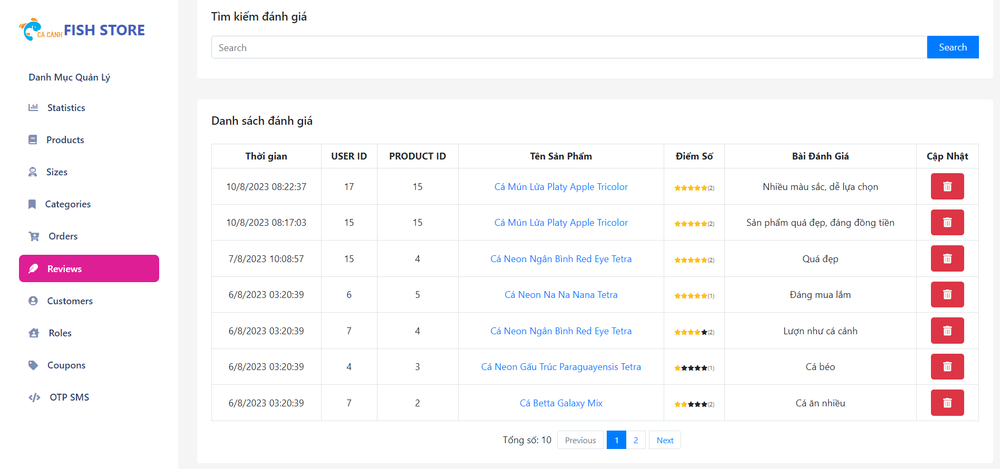 CÁ CẢNH FISH STORE
Danh Mục Quản Lý
Statistics
Products
Sizes
Categories
Orders
Reviews
Customers
Roles
Coupons
OTP SMS
Tìm kiếm đánh giá
Search Search
Danh sách đánh giá
Thời gian USER ID PRODUCT ID Tên Sản Phẩm Điểm Số Bài Đánh Giá Cập Nhật
10/8/2023 08:22:37 17 15 Cá Mún Lửa Platy Apple Tricolor (2) Nhiều màu sắc, dễ lựa chọn
10/8/2023 08:17:03 15 15 Cá Mún Lửa Platy Apple Tricolor (2) Sản phẩm quá đẹp, đáng đồng tiền
7/8/2023 10:08:57 15 4 Cá Neon Ngân Bình Red Eye Tetra (2) Quá đẹp
6/8/2023 03:20:39 6 5 Cá Neon Na Na Nana Tetra (1) Đáng mua lắm
6/8/2023 03:20:39 7 4 Cá Neon Ngân Bình Red Eye Tetra (2) Lượn như cá cảnh
6/8/2023 03:20:39 4 3 Cá Neon Gấu Trúc Paraguayensis Tetra (1) Cá béo
6/8/2023 03:20:39 7 2 Cá Betta Galaxy Mix (2) Cá ăn nhiều
Tổng số: 10 Previous 1 2 Next